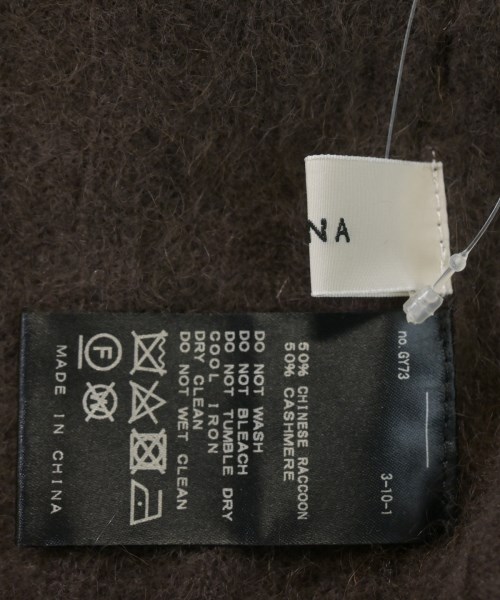 NA
no. GY73
3-10-1
50% CHINESE RACCOON
50% CASHMERE
DO NOT WASH
DO NOT BLEACH
DO NOT TUMBLE DRY
COOL IRON
DRY CLEAN
DO NOT WET CLEAN
F
MADE IN CHINA